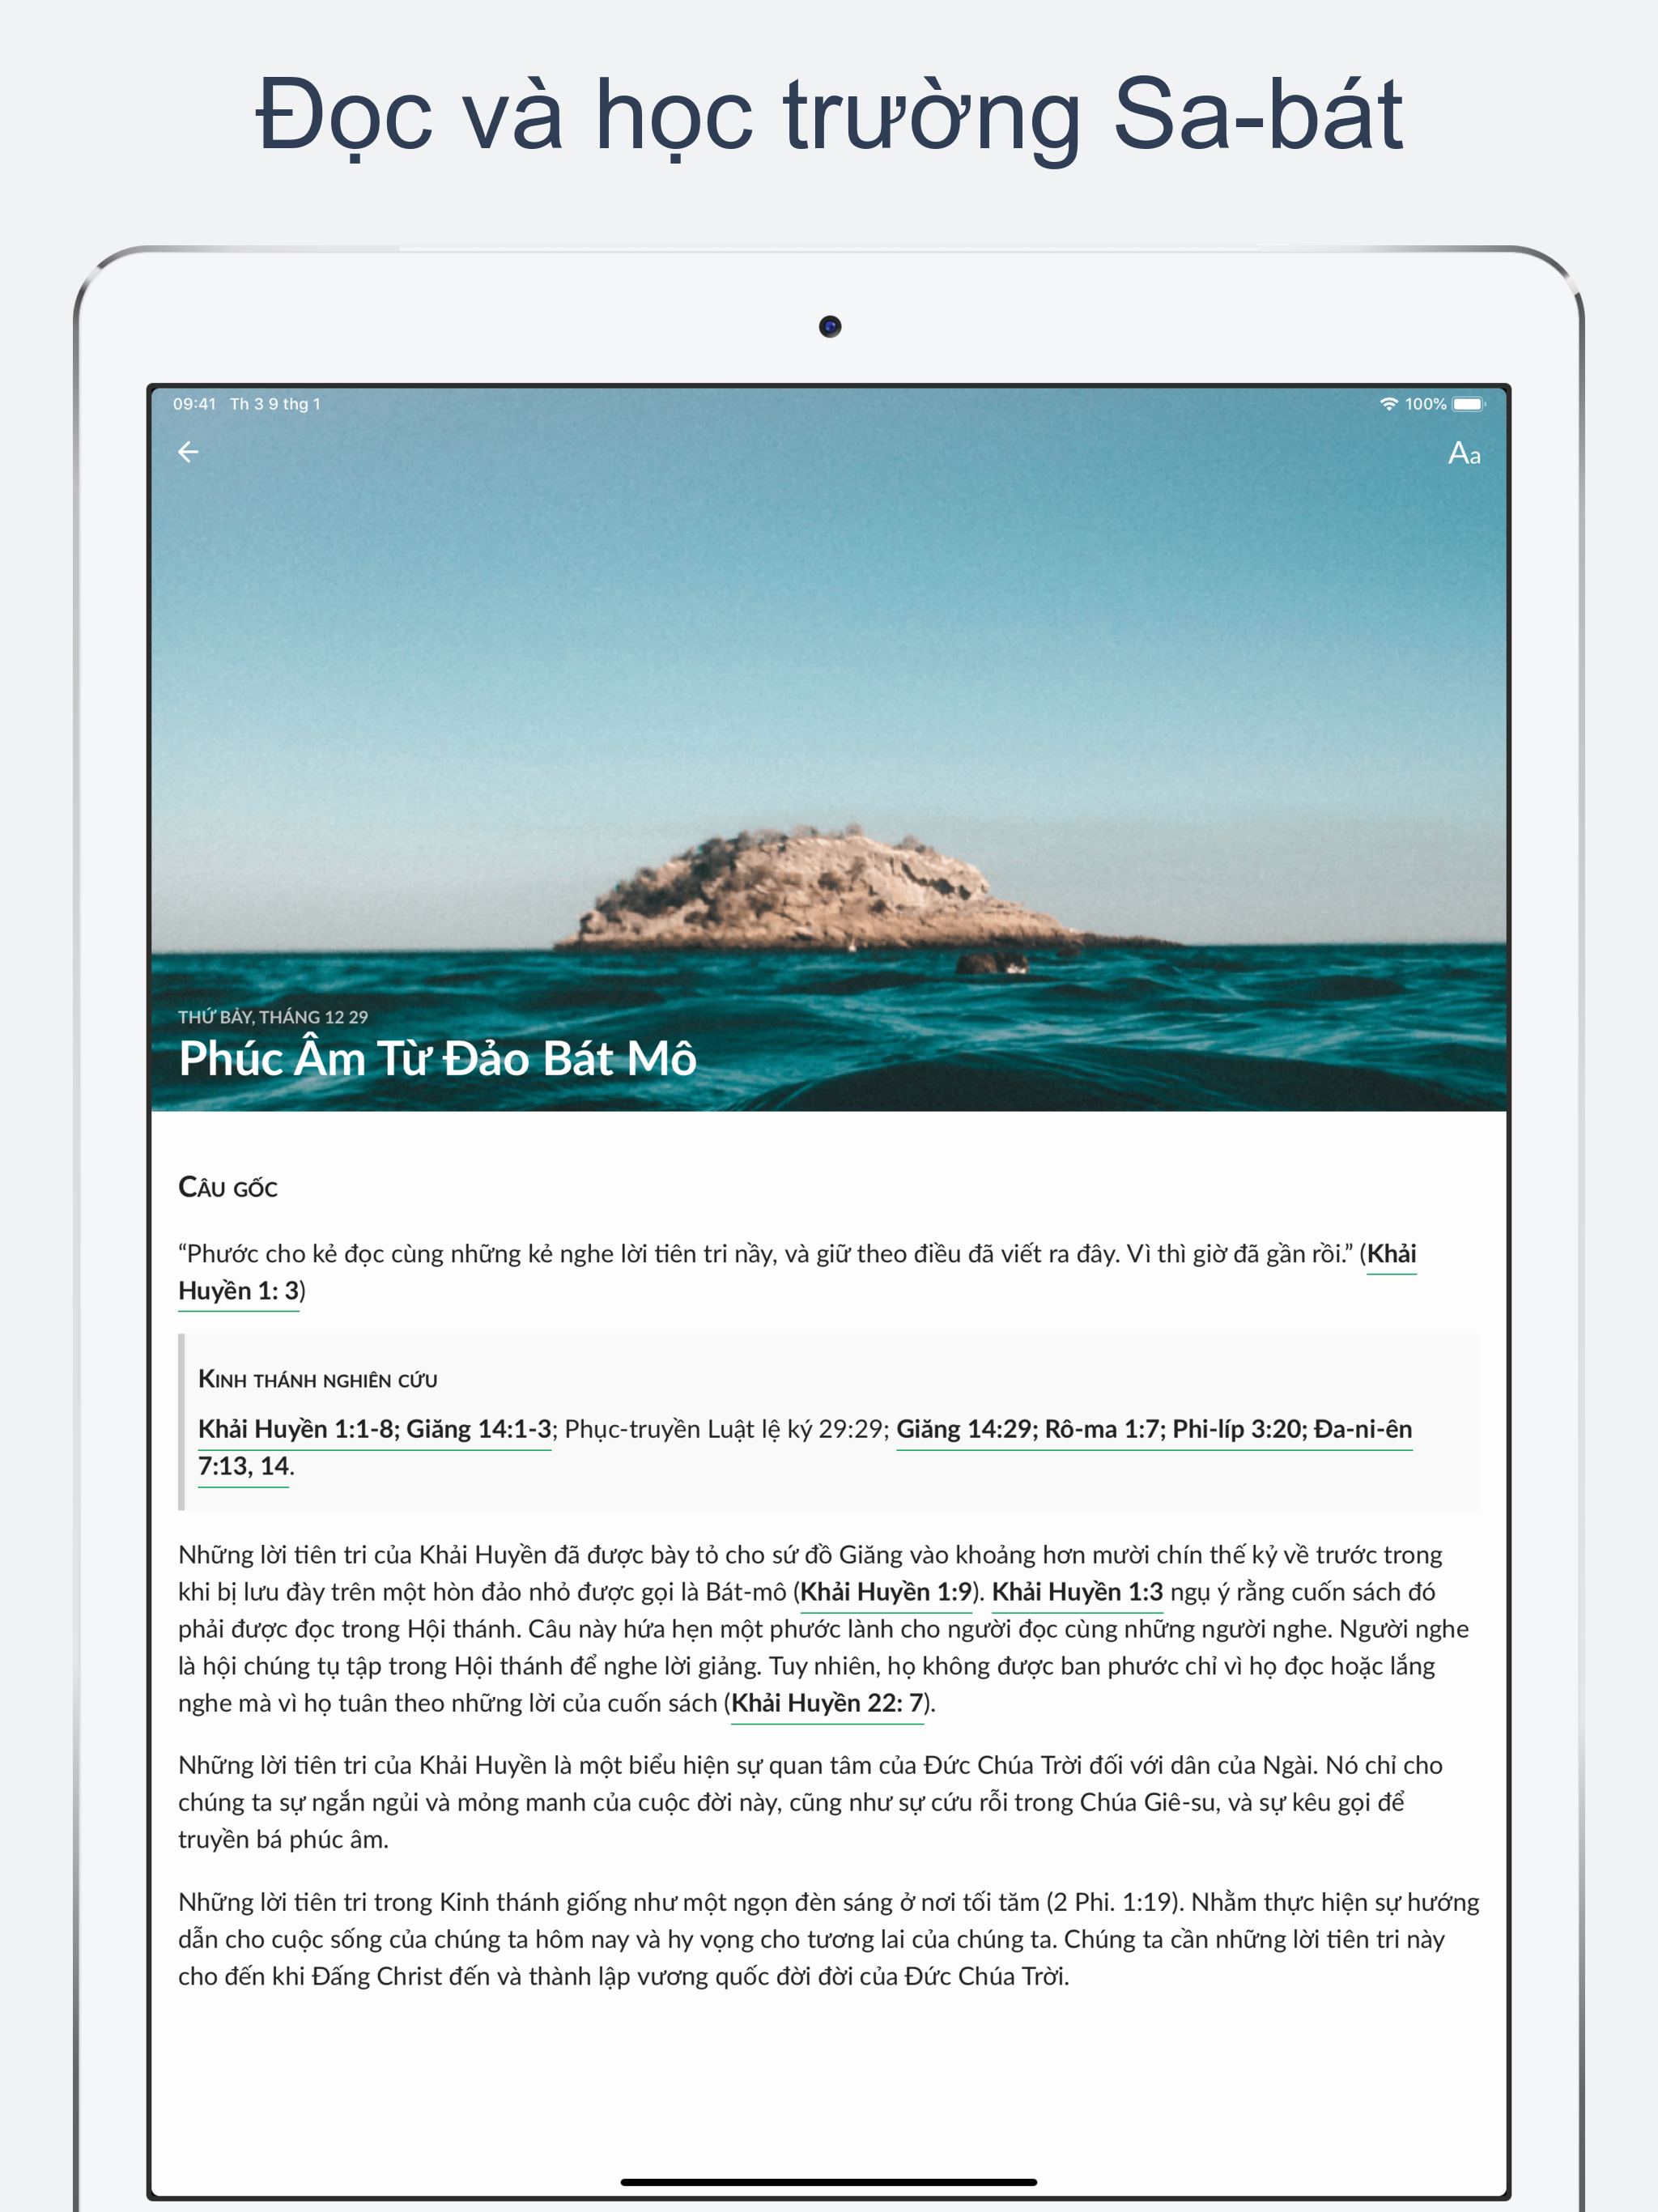 Đọc và học trường Sa-bát
09:41 Th 3 9 thg 1
100%
Aa
THỨ BẢY, THÁNG 12 29
Phúc Âm Từ Đảo Bát Mô
Câu gốc
“Phước cho kẻ đọc cùng những kẻ nghe lời tiên tri nầy, và giữ theo điều đã viết ra đây. Vì thì giờ đã gần rồi.” (Khải
Huyền 1: 3)
Kinh thánh nghiên cứu
Khải Huyền 1:1-8; Giăng 14:1-3; Phục-truyền Luật lệ ký 29:29; Giăng 14:29; Rô-ma 1:7; Phi-líp 3:20; Đa-ni-ên
7:13, 14.
Những lời tiên tri của Khải Huyền đã được bày tỏ cho sứ đồ Giăng vào khoảng hơn mười chín thế kỷ về trước trong
khi bị lưu đày trên một hòn đảo nhỏ được gọi là Bát-mô (Khải Huyền 1:9). Khải Huyền 1:3 ngụ ý rằng cuốn sách đó
phải được đọc trong Hội thánh. Câu này hứa hẹn một phước lành cho người đọc cùng những người nghe. Người nghe
là hội chúng tụ tập trong Hội thánh để nghe lời giảng. Tuy nhiên, họ không được ban phước chỉ vì họ đọc hoặc lắng
nghe mà vì họ tuân theo những lời của cuốn sách (Khải Huyền 22: 7).
Những lời tiên tri của Khải Huyền là một biểu hiện sự quan tâm của Đức Chúa Trời đối với dân của Ngài. Nó chỉ cho
chúng ta sự ngắn ngủi và mỏng manh của cuộc đời này, cũng như sự cứu rỗi trong Chúa Giê-su, và sự kêu gọi để
truyền bá phúc âm.
Những lời tiên tri trong Kinh thánh giống như một ngọn đèn sáng ở nơi tối tăm (2 Phi. 1:19). Nhằm thực hiện sự hướng
dẫn cho cuộc sống của chúng ta hôm nay và hy vọng cho tương lai của chúng ta. Chúng ta cần những lời tiên tri này
cho đến khi Đấng Christ đến và thành lập vương quốc đời đời của Đức Chúa Trời.